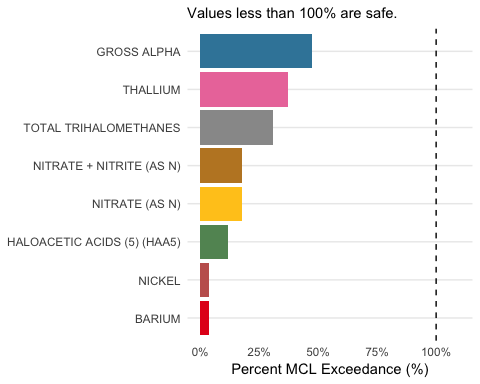 Values less than 100% are safe.
GROSS ALPHA
THALLIUM
TOTAL TRIHALOMETHANES
NITRATE + NITRITE (AS N)
NITRATE (AS N)
HALOACETIC ACIDS (5) (HAA5)
NICKEL
BARIUM
0% 25% 50% 75% 100%
Percent MCL Exceedance (%)